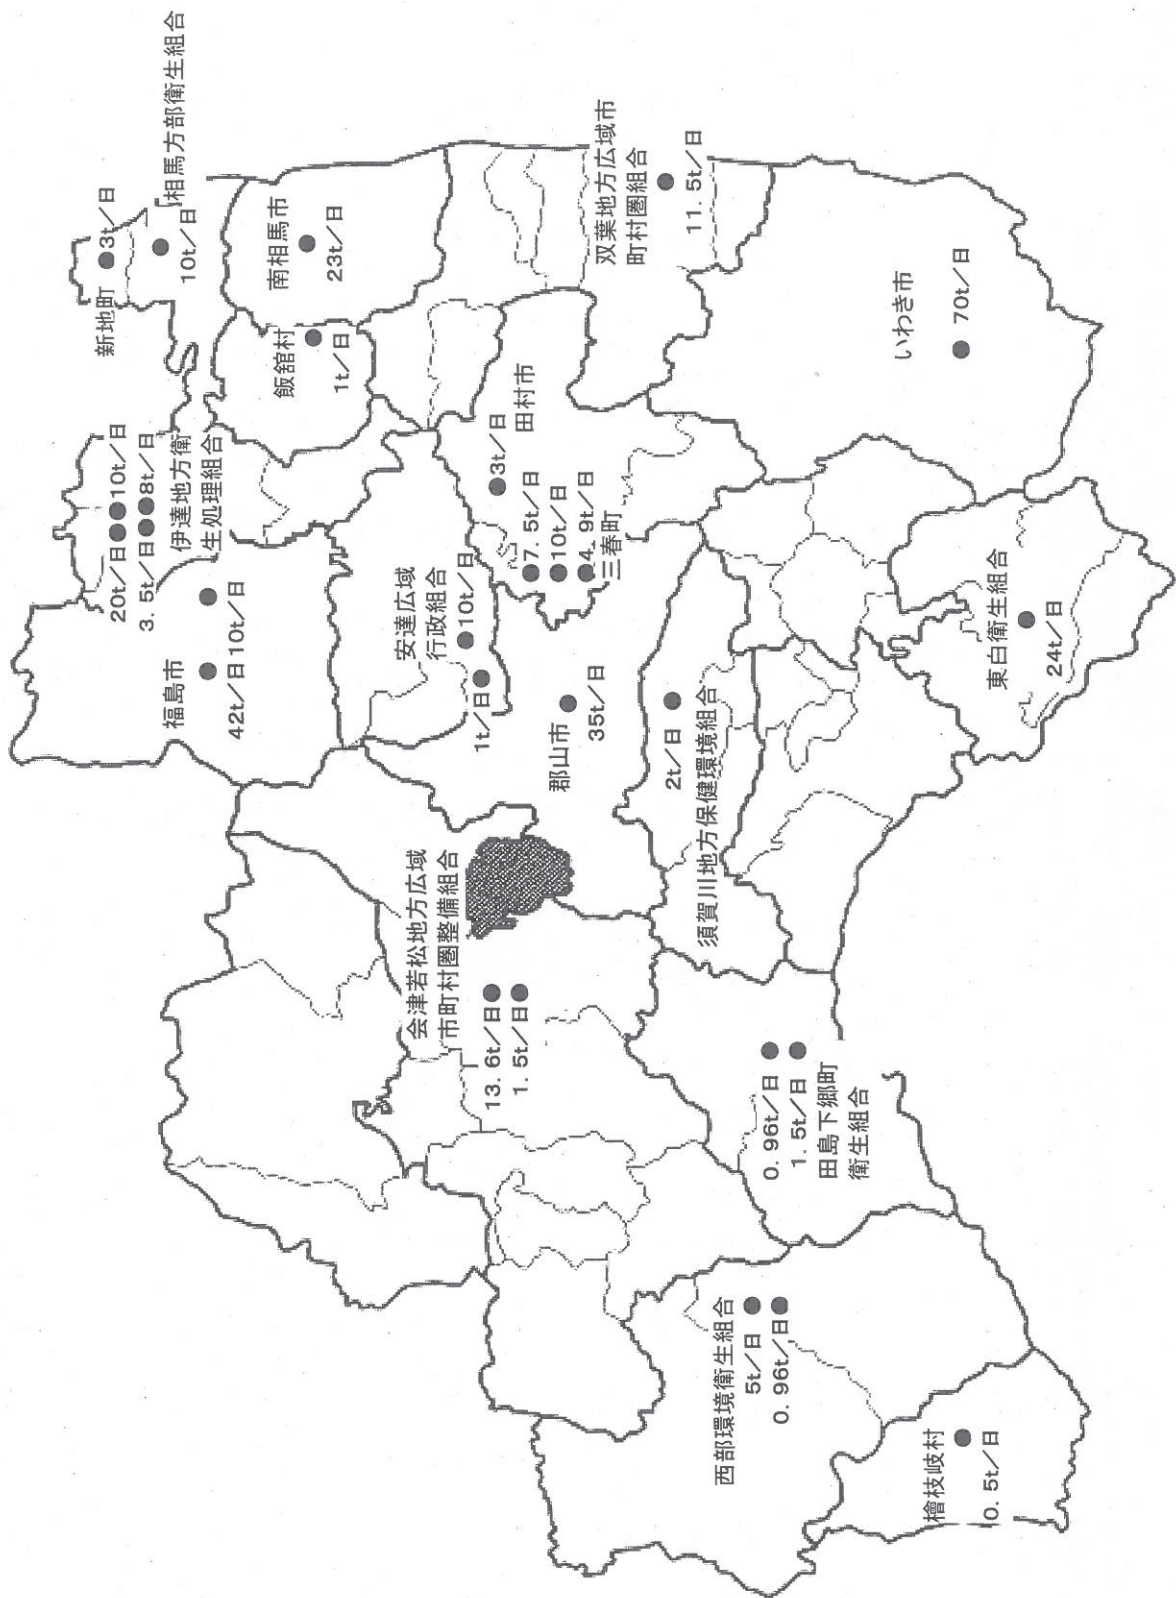 新地町
●3t/日
相馬方部衛生組合
10t/日
伊達地方衛
生処理組合
20t/日●●10t/日
3. 5t/日●●8t/日
福島市
42t/日
10t/日
飯舘村
1t/日
南相馬市
23t/日
安達広域
行政組合
●10t/日
1t/日●
田村市
●3t/日
●7. 5t/日
●10t/日
●4. 9t/日
三春町
双葉地方広域市
町村圏組合
11. 5t/日
郡山市
35t/日
会津若松地方広域
市町村圏整備組合
13. 6t/日●
1. 5t/日●
2t/日
須賀川地方保健環境組合
いわき市
70t/日
東白衛生組合
24t/日
0. 96t/日●
1. 5t/日●
田島下郷町
衛生組合
西部環境衛生組合
5t/日●
0. 96t/日●
檜枝岐村
0. 5t/日